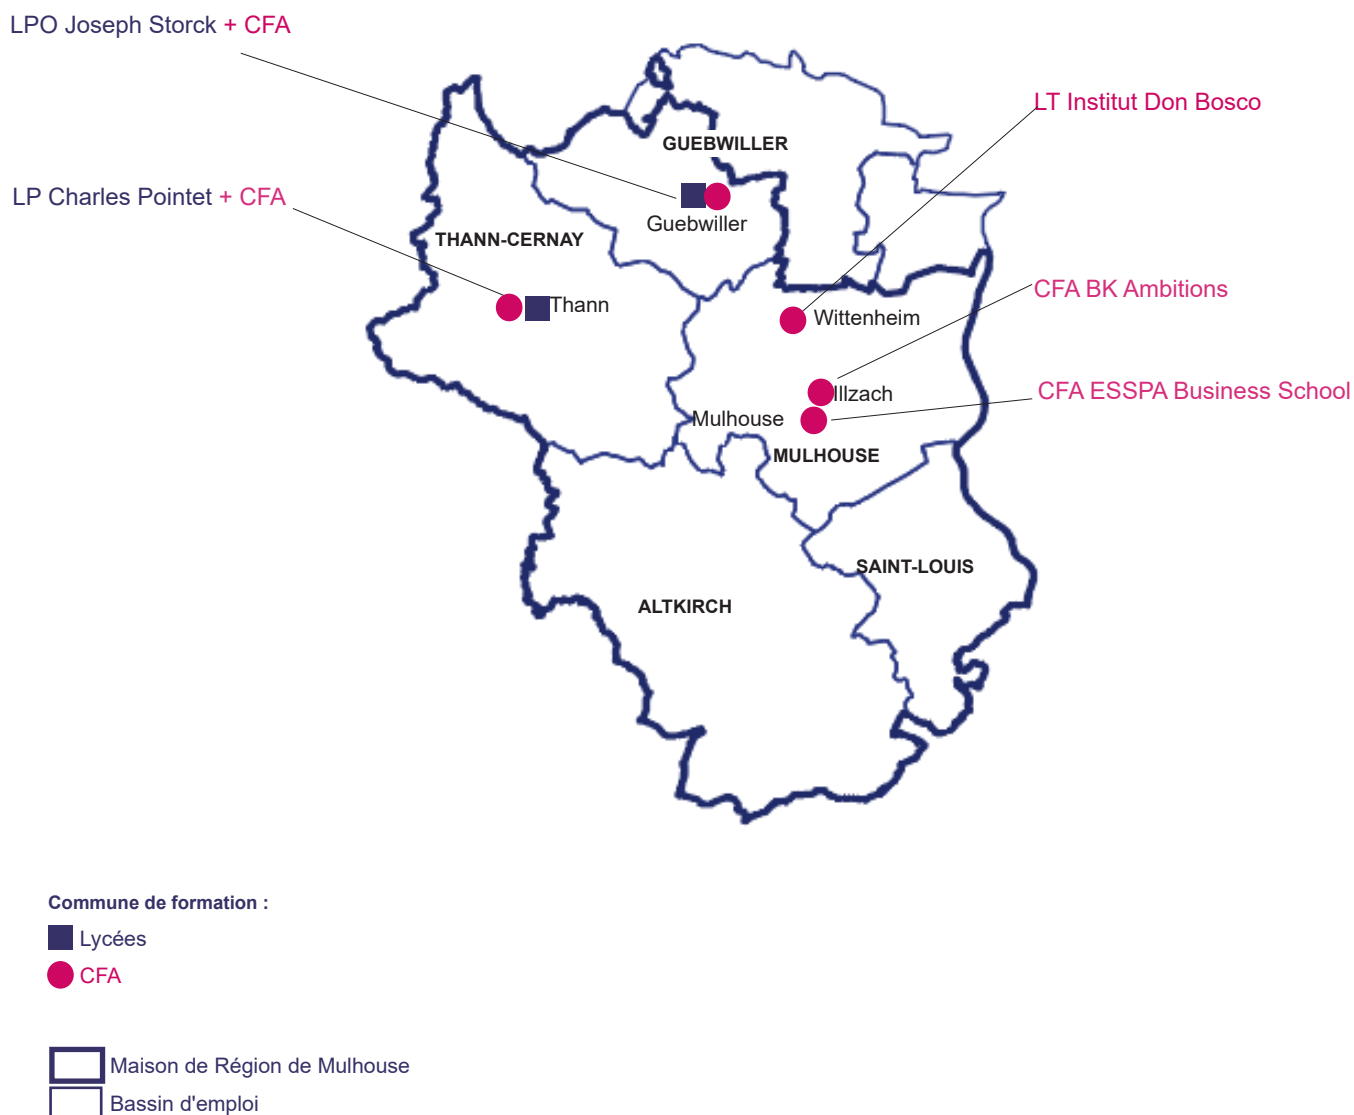 LPO Joseph Storck + CFA
LT Institut Don Bosco
GUEBWILLER
LP Charles Pointet + CFA
Guebwiller
THANN-CERNAY
CFA BK Ambitions
Thann
Wittenheim
Illzach
CFA ESSPA Business School
Mulhouse
MULHOUSE
SAINT-LOUIS
ALTKIRCH
Commune de formation :
Lycées
CFA
Maison de Région de Mulhouse
Bassin d'emploi